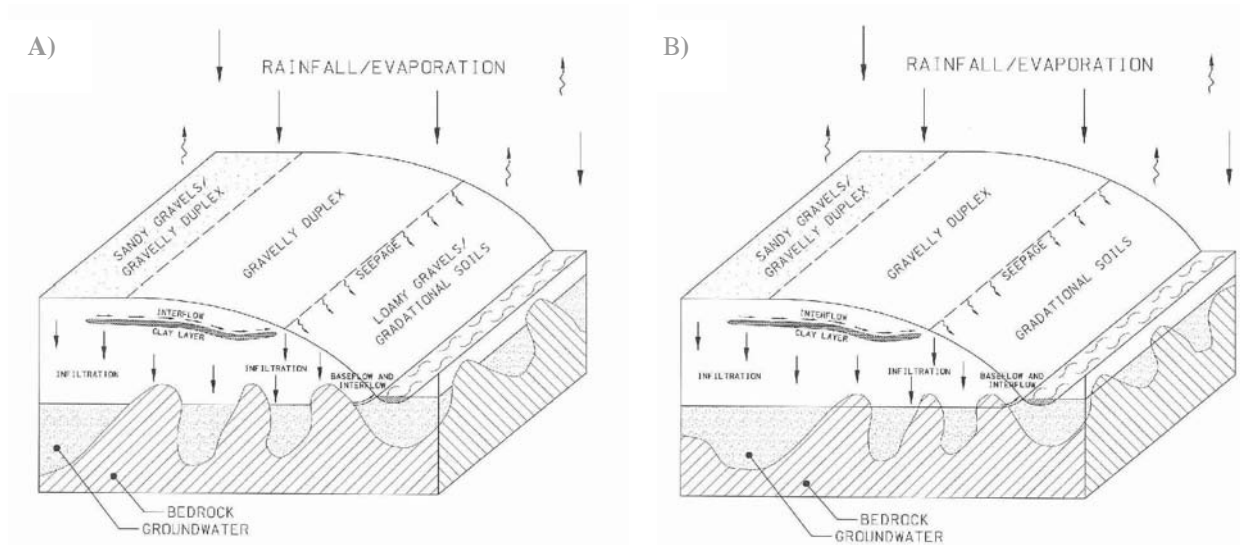 A)
RAINFALL/EVAPORATION
SANDY GRAVELS/
GRAVELLY DUPLEX
GRAVELLY DUPLEX
SEEPAGE
LOAMY GRAVELS/
GRADATIONAL SOILS
INTERFLOW
CLAY LAYER
INFILTRATION
INFILTRATION
BASEFLOW AND
INTERFLOW
BEDROCK
GROUNDWATER
B)
RAINFALL/EVAPORATION
SANDY GRAVELS/
GRAVELLY DUPLEX
GRAVELLY DUPLEX
SEEPAGE
GRADATIONAL SOILS
INTERFLOW
CLAY LAYER
INFILTRATION
INFILTRATION
BASEFLOW AND
INTERFLOW
BEDROCK
GROUNDWATER